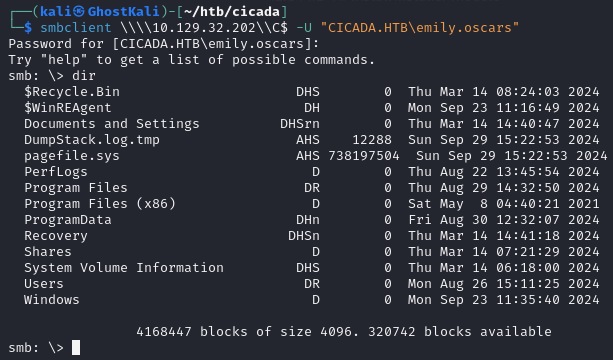 ┌──(kali㉿GhostKali)-[~/htb/cicada]
└─$ smbclient \\\\10.129.32.202\\C$ -U "CICADA.HTB\emily.oscars"
Password for [CICADA.HTB\emily.oscars]:
Try "help" to get a list of possible commands.
smb: \> dir
  $Recycle.Bin                      DHS        0  Thu Mar 14 08:24:03 2024
  $WinREAgent                        DH        0  Mon Sep 23 11:16:49 2024
  Documents and Settings          DHSrn        0  Thu Mar 14 14:40:47 2024
  DumpStack.log.tmp                 AHS    12288  Sun Sep 29 15:22:53 2024
  pagefile.sys                      AHS 738197504  Sun Sep 29 15:22:53 2024
  PerfLogs                            D        0  Thu Aug 22 13:45:54 2024
  Program Files                      DR        0  Thu Aug 29 14:32:50 2024
  Program Files (x86)                 D        0  Sat May  8 04:40:21 2021
  ProgramData                       DHn        0  Fri Aug 30 12:32:07 2024
  Recovery                         DHSn        0  Thu Mar 14 14:41:18 2024
  Shares                              D        0  Thu Mar 14 07:21:29 2024
  System Volume Information         DHS        0  Thu Mar 14 06:18:00 2024
  Users                              DR        0  Mon Aug 26 15:11:25 2024
  Windows                             D        0  Mon Sep 23 11:35:40 2024
                4168447 blocks of size 4096. 320742 blocks available
smb: \>